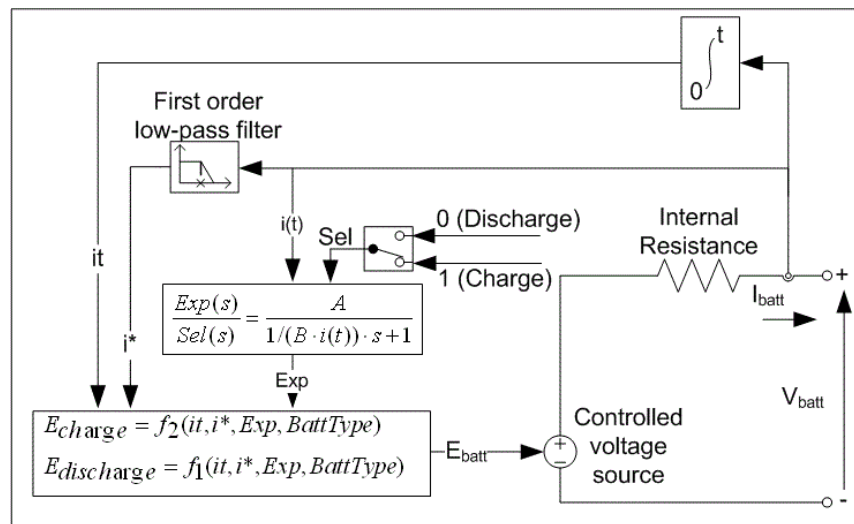 t
0
First order
low-pass filter
i(t)
Sel
0 (Discharge)
1 (Charge)
Internal
Resistance
+
I_batt
it
i*
Exp(s)/Sel(s) = A/(1/(B·i(t))·s+1)
Exp
E_charge = f_2(it,i*,Exp,BattType)
E_discharge = f_1(it,i*,Exp,BattType)
E_batt
+
−
Controlled
voltage
source
V_batt
-